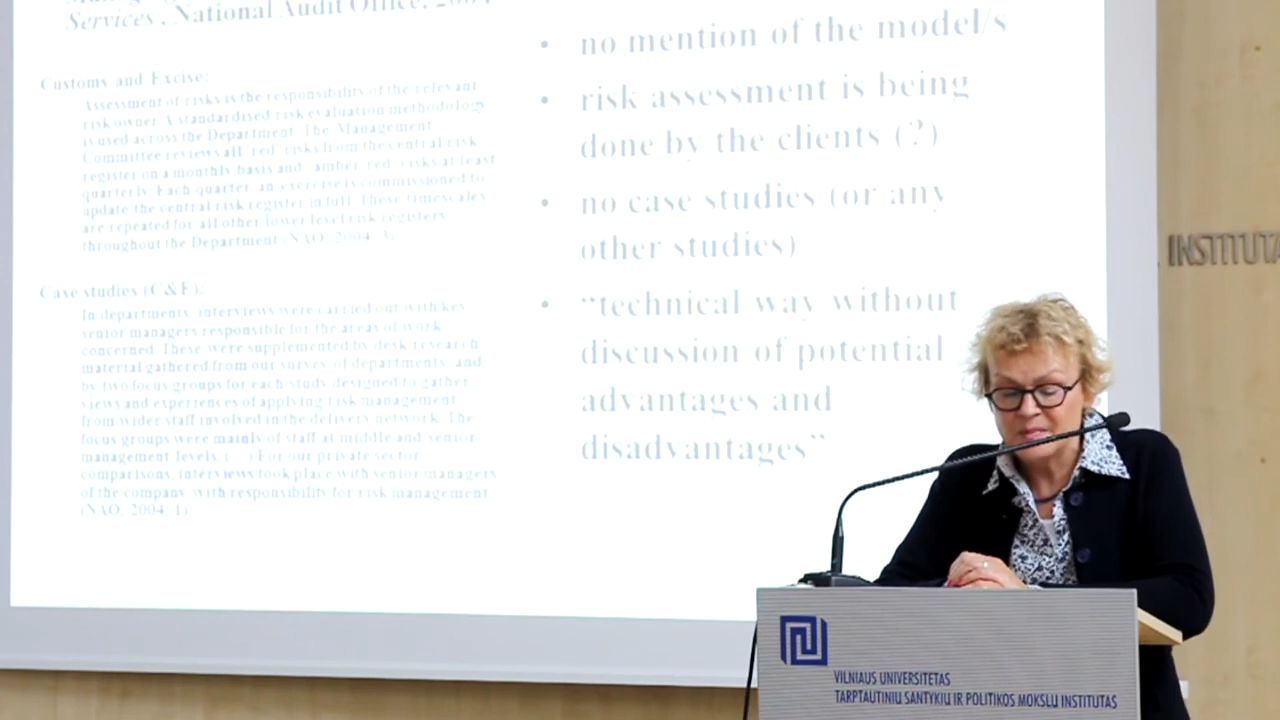 Services, National Audit Office, 2004
Customs and Excise:
Assessment of risks is the responsibility of the relevant
risk owner. A standardised risk evaluation methodology
is used across the Department. The Management
Committee reviews all 'red' risks from the central risk
register on a monthly basis and 'amber/red' risks at least
quarterly. Each quarter, an exercise is commissioned to
update the central risk register in full. These timescales
are repeated for all other lower level risk registers
throughout the Department (NAO, 2004: 3).
Case studies (C&E):
In departments, interviews were carried out with key
senior managers responsible for the areas of work
concerned. These were supplemented by desk research
material gathered from our survey of departments, and
by two focus groups for each study designed to gather
views and experiences of applying risk management
from wider staff involved in the delivery network. The
focus groups were mainly of staff at middle and senior
management levels. (...) For our private sector
comparisons, interviews took place with senior managers
of the company with responsibility for risk management
(NAO, 2004: 1).
• no mention of the model/s
• risk assessment is being
done by the clients (?)
• no case studies (or any
other studies)
• “technical way without
discussion of potential
advantages and
disadvantages”
INSTITUTA
VILNIAUS UNIVERSITETAS
TARPTAUTINIŲ SANTYKIŲ IR POLITIKOS MOKSLŲ INSTITUTAS